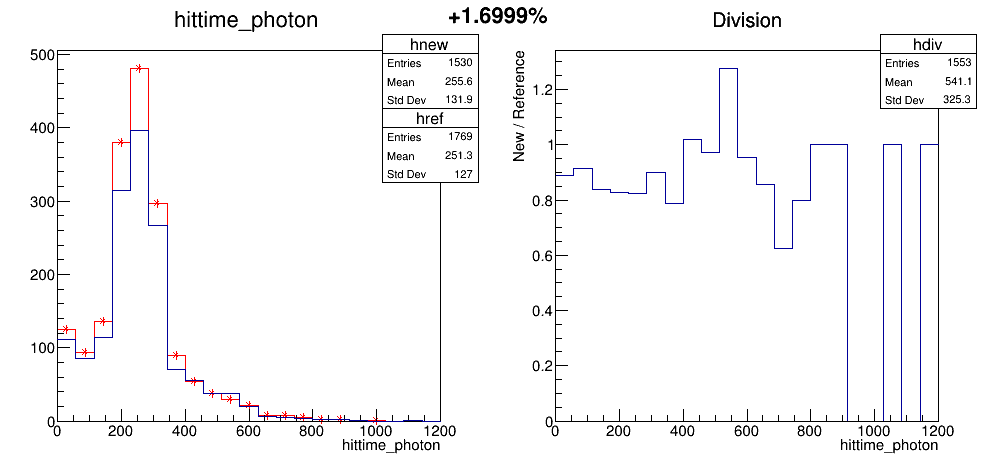 +1.6999%
hittime_photon
hnew
Entries 1530
Mean 255.6
Std Dev 131.9
href
Entries 1769
Mean 251.3
Std Dev 127
500
400
300
200
100
0
0 200 400 600 800 1000 1200
hittime_photon
Division
hdiv
Entries 1553
Mean 541.1
Std Dev 325.3
New / Reference
1.2
1
0.8
0.6
0.4
0.2
0
0 200 400 600 800 1000 1200
hittime_photon